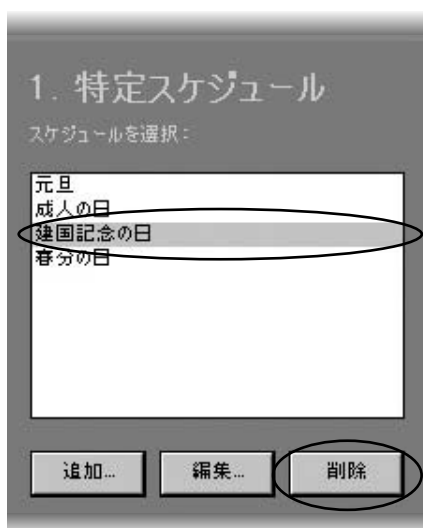 1. 特定スケジュール
スケジュールを選択:
元旦
成人の日
建国記念の日
春分の日
追加...
編集...
削除